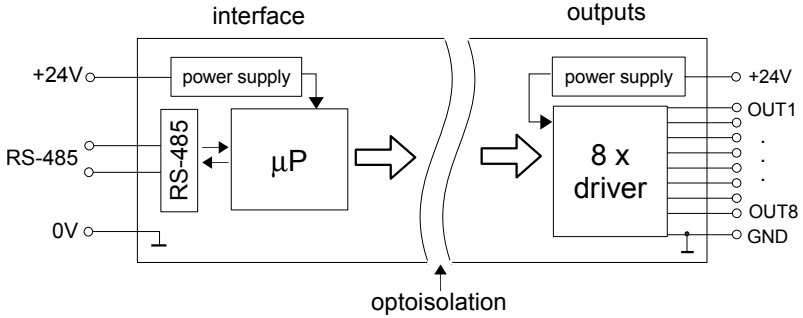 interface
outputs
+24V
power supply
power supply
+24V
RS-485
RS-485
μP
8 x
driver
OUT1
.
.
.
OUT8
0V
GND
optoisolation